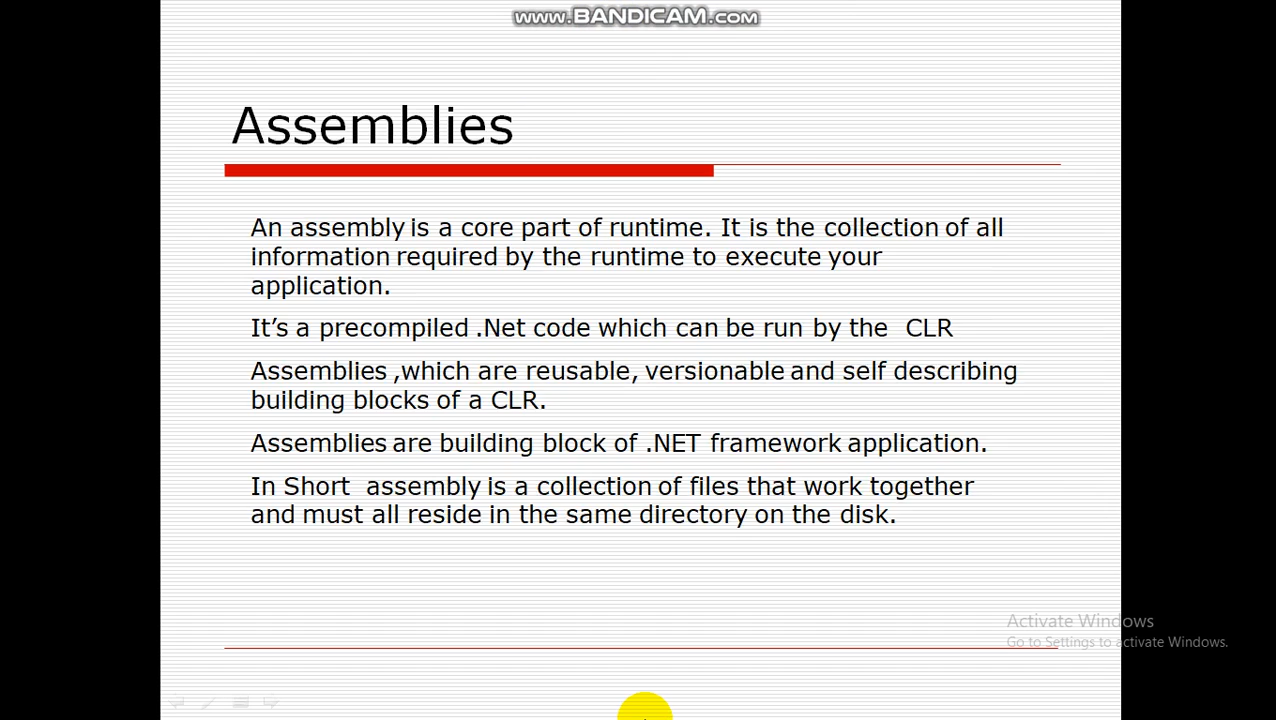 www.BANDICAM.com
Assemblies
An assembly is a core part of runtime. It is the collection of all
information required by the runtime to execute your
application.
It’s a precompiled .Net code which can be run by the  CLR
Assemblies ,which are reusable, versionable and self describing
building blocks of a CLR.
Assemblies are building block of .NET framework application.
In Short  assembly is a collection of files that work together
and must all reside in the same directory on the disk.
Activate Windows
Go to Settings to activate Windows.